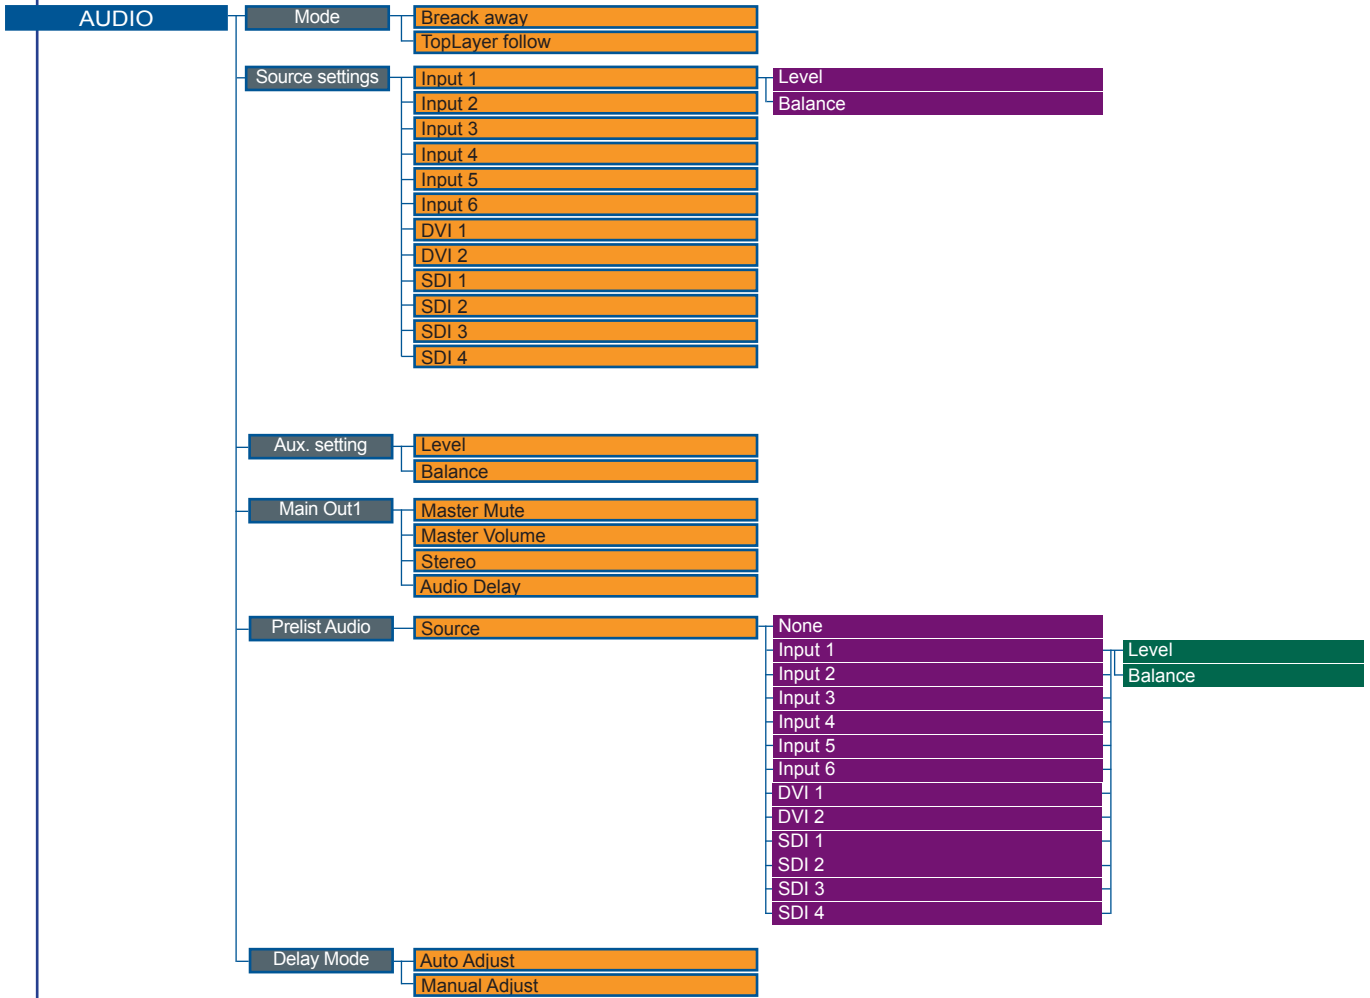 AUDIO
Mode
Breack away
TopLayer follow
Source settings
Input 1
Level
Balance
Input 2
Input 3
Input 4
Input 5
Input 6
DVI 1
DVI 2
SDI 1
SDI 2
SDI 3
SDI 4
Aux. setting
Level
Balance
Main Out1
Master Mute
Master Volume
Stereo
Audio Delay
Prelist Audio
Source
None
Input 1
Level
Balance
Input 2
Input 3
Input 4
Input 5
Input 6
DVI 1
DVI 2
SDI 1
SDI 2
SDI 3
SDI 4
Delay Mode
Auto Adjust
Manual Adjust